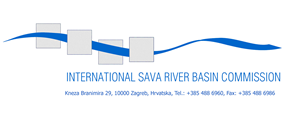 INTERNATIONAL SAVA RIVER BASIN COMMISSION
Kneza Branimira 29, 10000 Zagreb, Hrvatska, Tel.: +385 488 6960, Fax: +385 488 6986